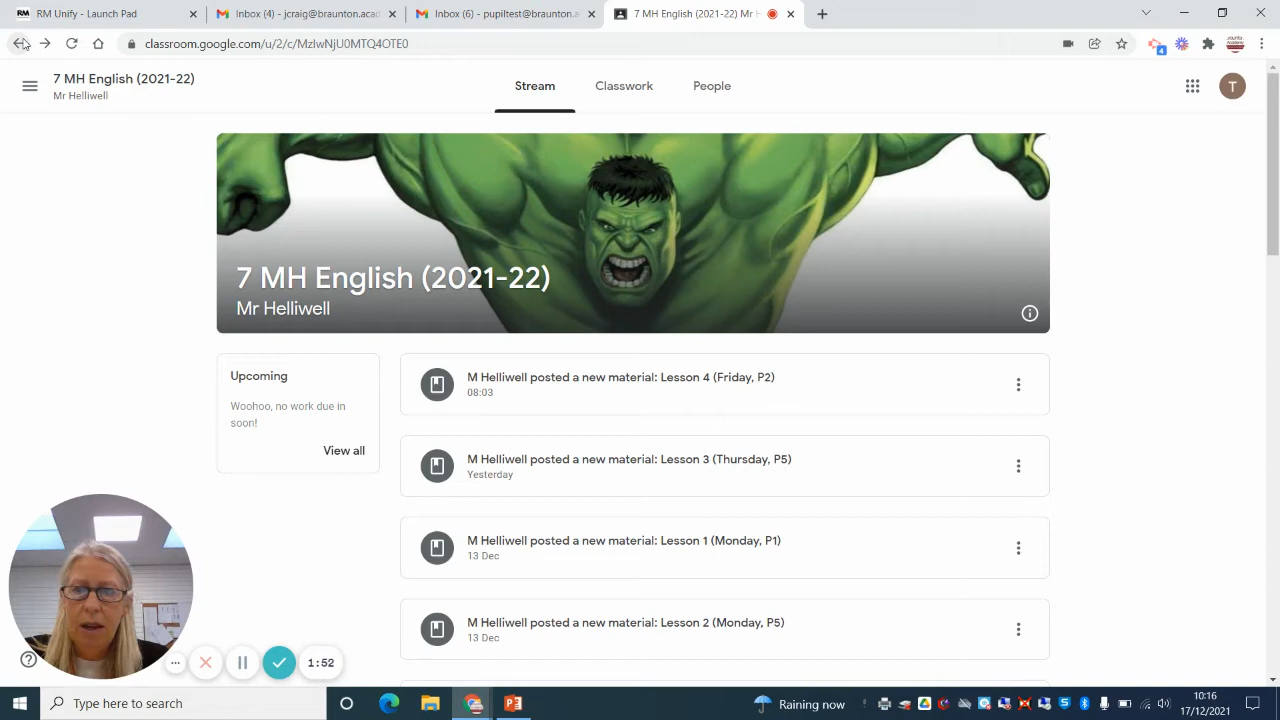 RM RM Unify - Launch Pad
Inbox (4) - jcraig@braunton.acad
Inbox (6) - pupiltest@braunton.a
7 MH English (2021-22) Mr H
classroom.google.com/u/2/c/MzIwNjU0MTQ4OTE0
4
7 MH English (2021-22)
Mr Helliwell
Stream
Classwork
People
T
7 MH English (2021-22)
Mr Helliwell
Upcoming
Woohoo, no work due in
soon!
View all
M Helliwell posted a new material: Lesson 4 (Friday, P2)
08:03
M Helliwell posted a new material: Lesson 3 (Thursday, P5)
Yesterday
M Helliwell posted a new material: Lesson 1 (Monday, P1)
13 Dec
M Helliwell posted a new material: Lesson 2 (Monday, P5)
13 Dec
1:52
Type here to search
Raining now
10:16
17/12/2021